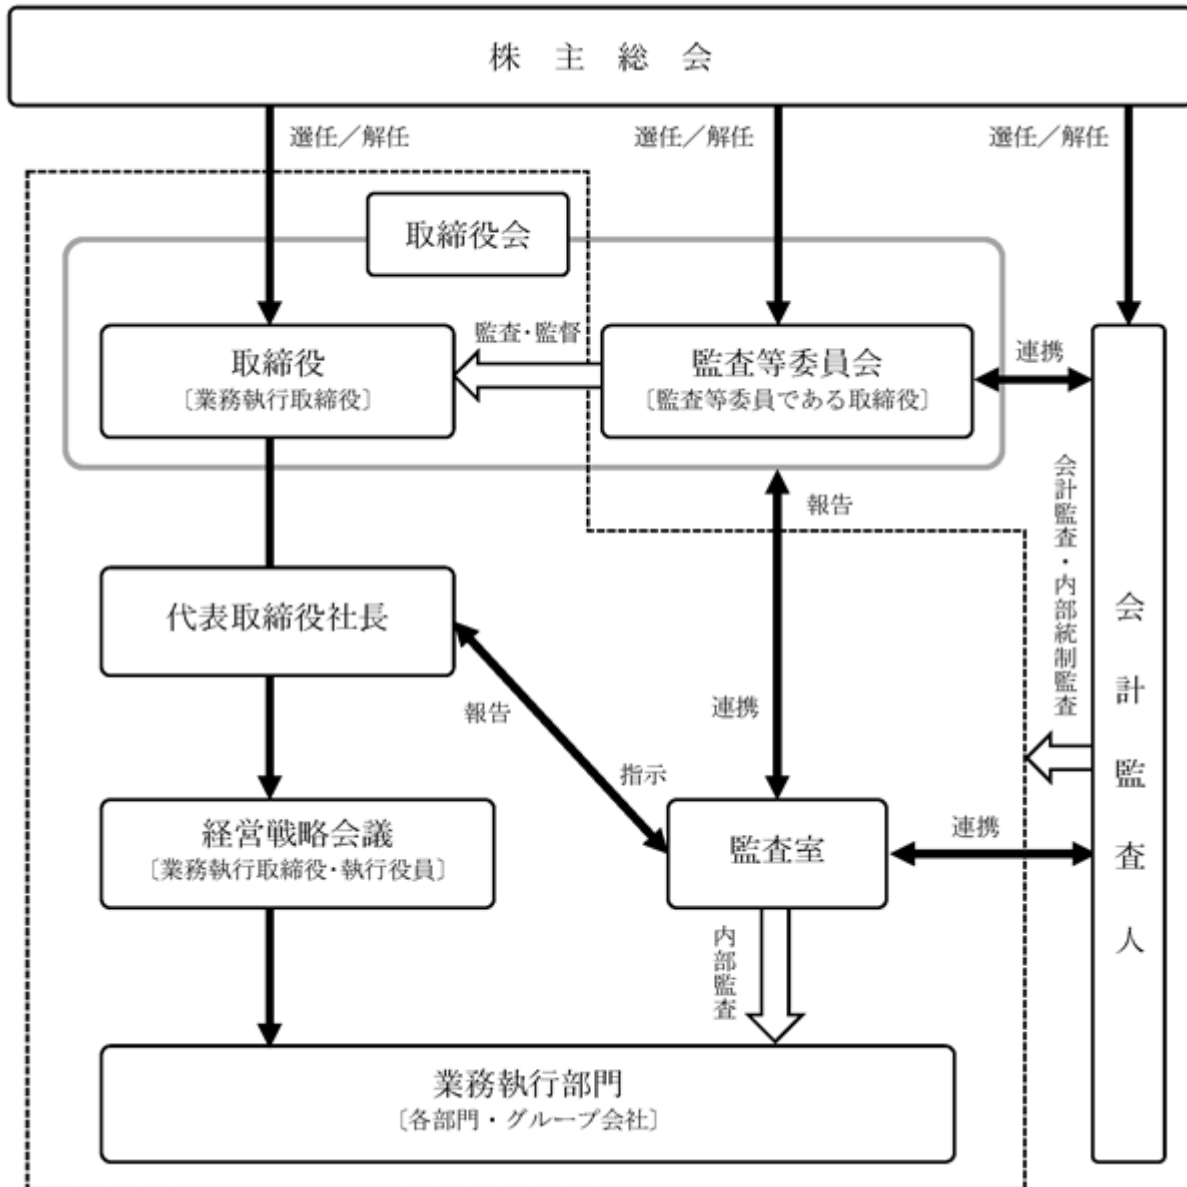 株主総会
選任／解任
選任／解任
選任／解任
取締役会
取締役
〔業務執行取締役〕
監査・監督
監査等委員会
〔監査等委員である取締役〕
連携
報告
会計監査・内部統制監査
会計監査人
代表取締役社長
報告
指示
連携
経営戦略会議
〔業務執行取締役・執行役員〕
監査室
連携
内部監査
業務執行部門
〔各部門・グループ会社〕